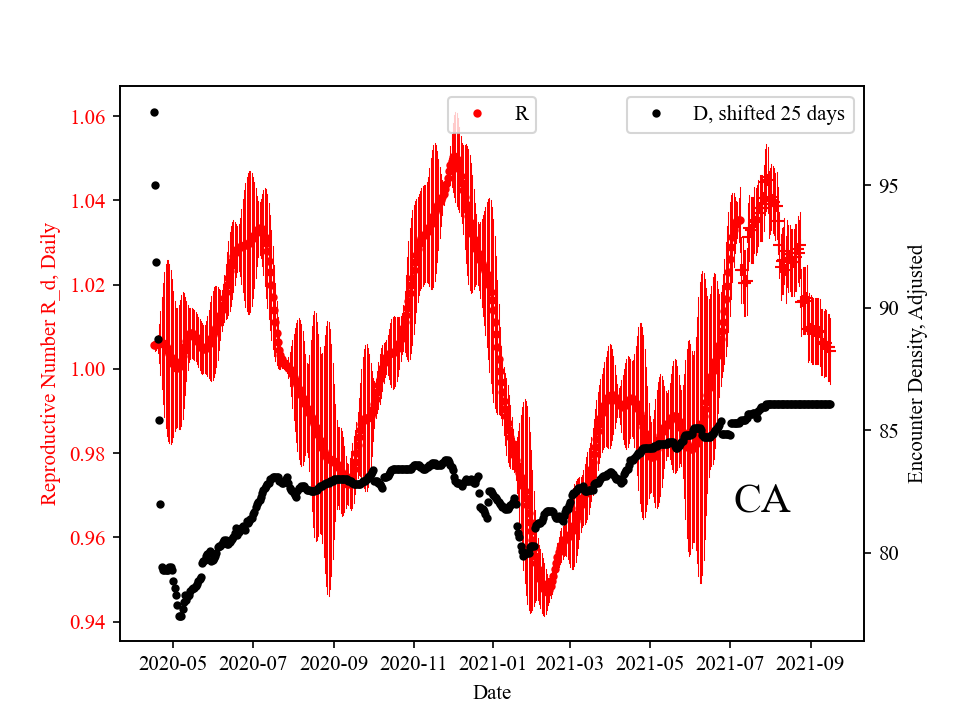 R
D, shifted 25 days
1.06
1.04
1.02
1.00
0.98
0.96
0.94
Reproductive Number R_d, Daily
95
90
85
80
Encounter Density, Adjusted
CA
2020-05 2020-07 2020-09 2020-11 2021-01 2021-03 2021-05 2021-07 2021-09
Date